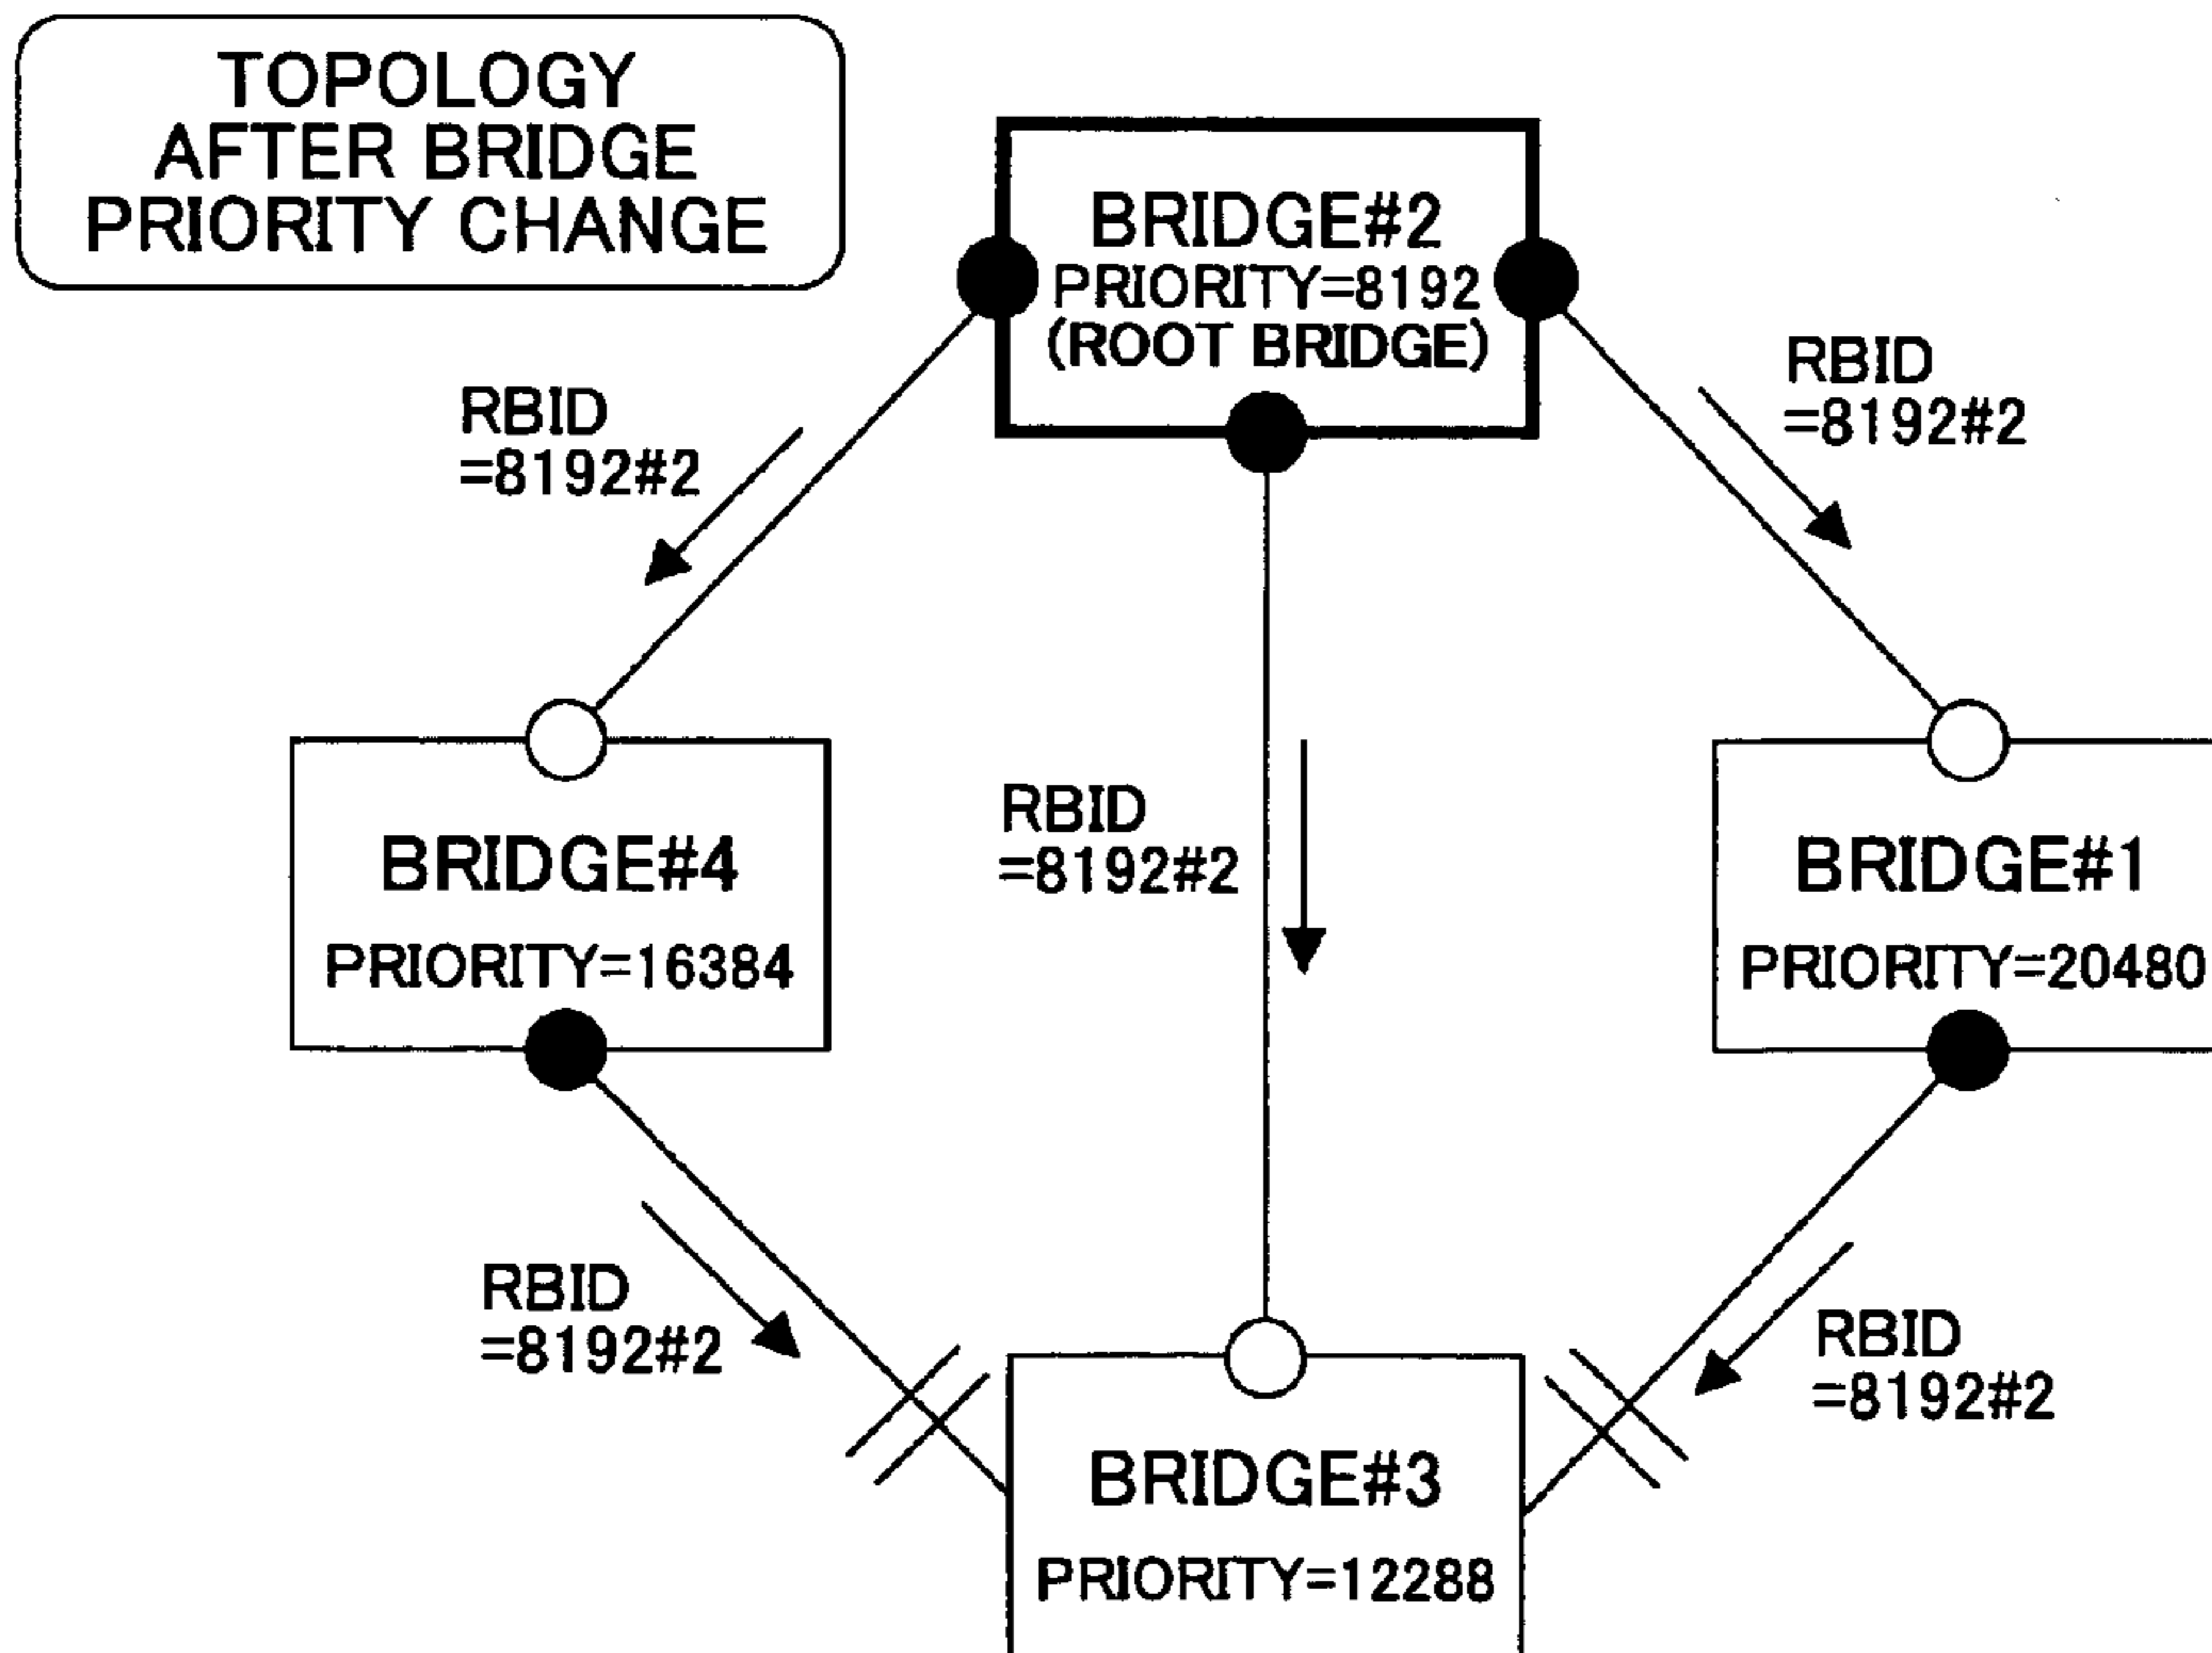 TOPOLOGY
AFTER BRIDGE
PRIORITY CHANGE
BRIDGE#2
PRIORITY=8192
(ROOT BRIDGE)
RBID
=8192#2
RBID
=8192#2
BRIDGE#4
PRIORITY=16384
RBID
=8192#2
BRIDGE#1
PRIORITY=20480
RBID
=8192#2
RBID
=8192#2
BRIDGE#3
PRIORITY=12288